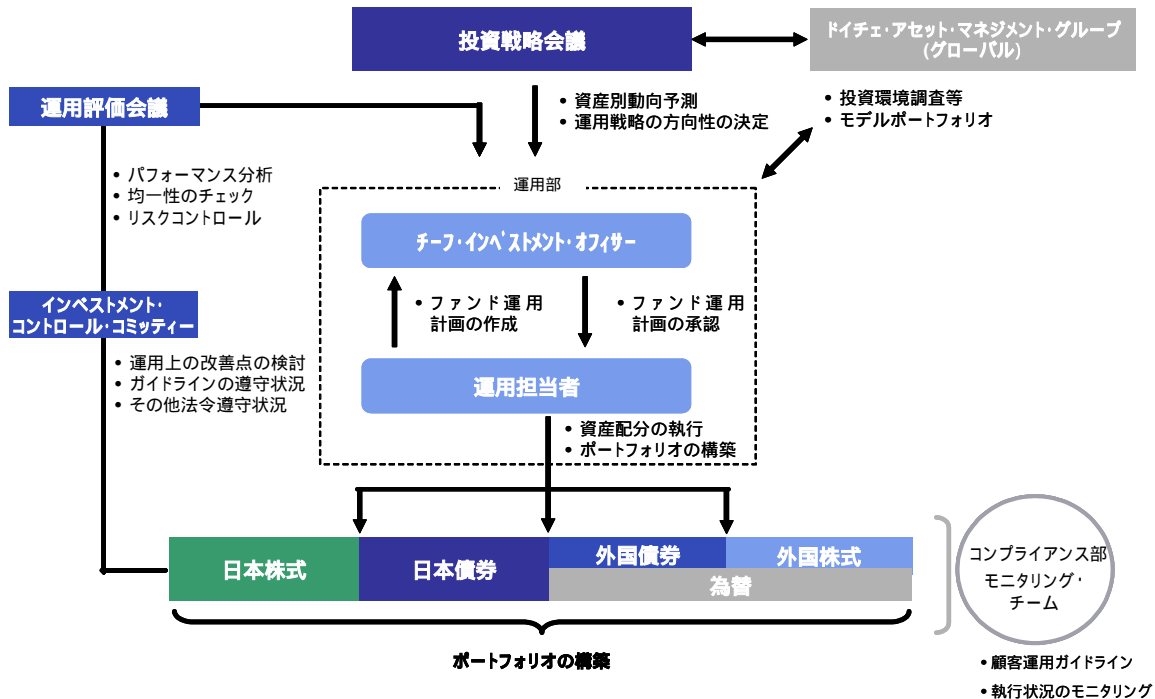 投資戦略会議
ドイチェ・アセット・マネジメント・グループ
(グローバル)
運用評価会議
• 資産別動向予測
• 運用戦略の方向性の決定
• 投資環境調査等
• モデルポートフォリオ
• パフォーマンス分析
• 均一性のチェック
• リスクコントロール
運用部
チーフ・インベストメント・オフィサー
• ファンド運用
計画の作成
• ファンド運用
計画の承認
インベストメント・
コントロール・コミッティー
• 運用上の改善点の検討
• ガイドラインの遵守状況
• その他法令遵守状況
運用担当者
• 資産配分の執行
• ポートフォリオの構築
日本株式
日本債券
外国債券
外国株式
為替
コンプライアンス部
モニタリング・
チーム
ポートフォリオの構築
• 顧客運用ガイドライン
• 執行状況のモニタリング